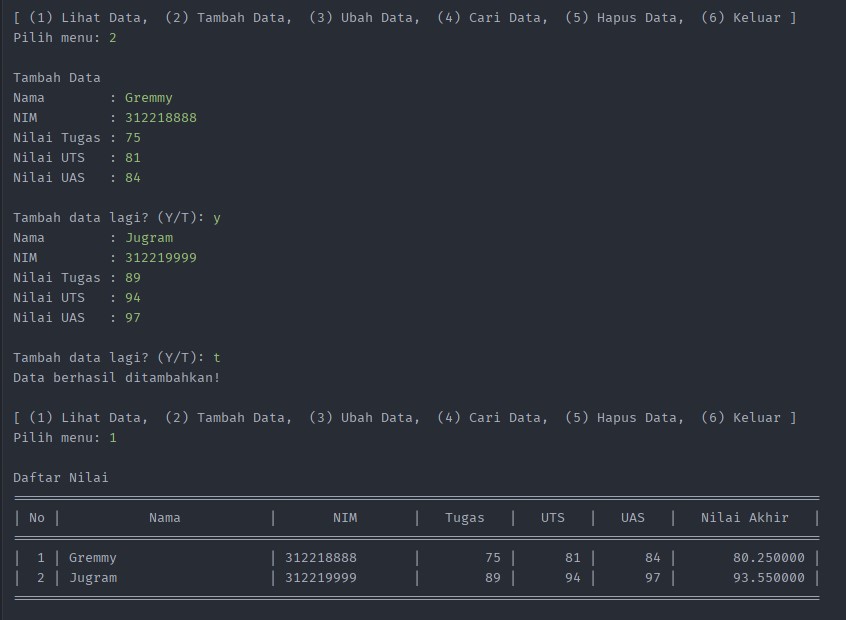 [ (1) Lihat Data,  (2) Tambah Data,  (3) Ubah Data,  (4) Cari Data,  (5) Hapus Data,  (6) Keluar ]
Pilih menu: 2
Tambah Data
Nama        : Gremmy
NIM         : 312218888
Nilai Tugas : 75
Nilai UTS   : 81
Nilai UAS   : 84
Tambah data lagi? (Y/T): y
Nama        : Jugram
NIM         : 312219999
Nilai Tugas : 89
Nilai UTS   : 94
Nilai UAS   : 97
Tambah data lagi? (Y/T): t
Data berhasil ditambahkan!
[ (1) Lihat Data,  (2) Tambah Data,  (3) Ubah Data,  (4) Cari Data,  (5) Hapus Data,  (6) Keluar ]
Pilih menu: 1
Daftar Nilai
| No |           Nama           |       NIM       |   Tugas   |   UTS   |   UAS   |   Nilai Akhir   |
|  1 | Gremmy                   | 312218888       |        75 |      81 |      84 |       80.250000 |
|  2 | Jugram                   | 312219999       |        89 |      94 |      97 |       93.550000 |